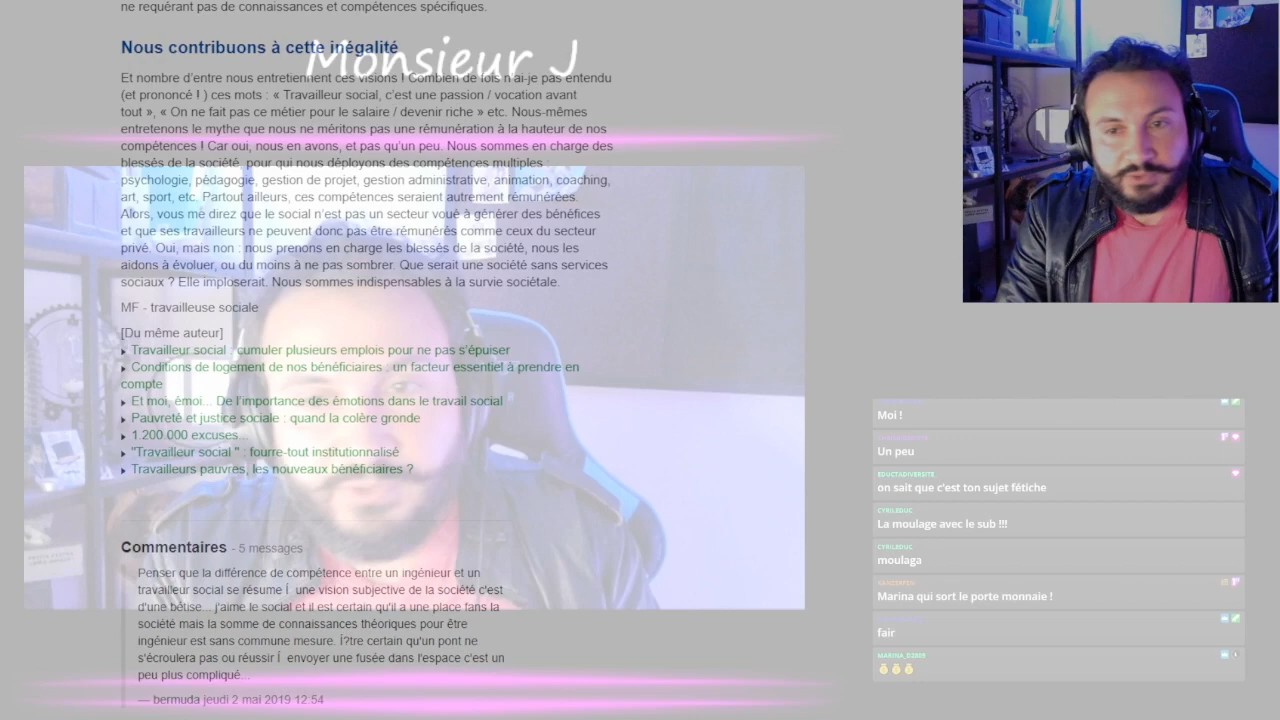 ne requérant pas de connaissances et compétences spécifiques.
Nous contribuons à cette inégalité
Monsieur J
Et nombre d'entre nous entretiennent ces visions ! Combien de fois n'ai-je pas entendu
(et prononcé ! ) ces mots : « Travailleur social, c'est une passion / vocation avant
tout », « On ne fait pas ce métier pour le salaire / devenir riche » etc. Nous-mêmes
entretenons le mythe que nous ne méritons pas une rémunération à la hauteur de nos
compétences ! Car oui, nous en avons, et pas qu'un peu. Nous sommes en charge des
blessés de la société, pour qui nous déployons des compétences multiples :
psychologie, pédagogie, gestion de projet, gestion administrative, animation, coaching,
art, sport, etc. Partout ailleurs, ces compétences seraient autrement rémunérées.
Alors, vous me direz que le social n'est pas un secteur voué à générer des bénéfices
et que ses travailleurs ne peuvent donc pas être rémunérés comme ceux du secteur
privé. Oui, mais non : nous prenons en charge les blessés de la société, nous les
aidons à évoluer, ou du moins à ne pas sombrer. Que serait une société sans services
sociaux ? Elle imploserait. Nous sommes indispensables à la survie sociétale.
MF - travailleuse sociale
[Du même auteur]
Travailleur social : cumuler plusieurs emplois pour ne pas s'épuiser
Conditions de logement de nos bénéficiaires : un facteur essentiel à prendre en
compte
Et moi, émoi... De l'importance des émotions dans le travail social
Pauvreté et justice sociale : quand la colère gronde
1.200.000 excuses...
"Travailleur social " : fourre-tout institutionnalisé
Travailleurs pauvres, les nouveaux bénéficiaires ?
Commentaires - 5 messages
Penser que la différence de compétence entre un ingénieur et un
travailleur social se résume Í  une vision subjective de la société c'est
d'une bêtise... j'aime le social et il est certain qu'il a une place fans la
société mais la somme de connaissances théoriques pour être
ingénieur est sans commune mesure. Í?tre certain qu'un pont ne
s'écroulera pas ou réussir Í  envoyer une fusée dans l'espace c'est un
peu plus compliqué...
— bermuda jeudi 2 mai 2019 12:54
Moi !
Un peu
EDUCTADIVERSITE
on sait que c'est ton sujet fétiche
CYRILEDUC
La moulage avec le sub !!!
CYRILEDUC
moulaga
Marina qui sort le porte monnaie !
fair
MARINA_D2809